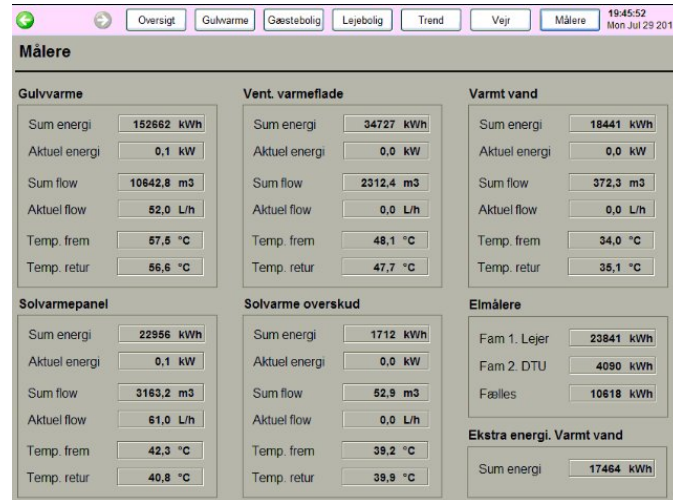 Oversigt Gulvvarme Gæstebolig Lejebolig Trend Vejr Målere
19:45:52
Mon Jul 29 201
Målere
Gulvvarme
Sum energi 152662 kWh
Aktuel energi 0,1 kW
Sum flow 10642,8 m3
Aktuel flow 52,0 L/h
Temp. frem 57,5 °C
Temp. retur 56,6 °C
Vent. varmeflade
Sum energi 34727 kWh
Aktuel energi 0,0 kW
Sum flow 2312,4 m3
Aktuel flow 0,0 L/h
Temp. frem 48,1 °C
Temp. retur 47,7 °C
Varmt vand
Sum energi 18441 kWh
Aktuel energi 0,0 kW
Sum flow 372,3 m3
Aktuel flow 0,0 L/h
Temp. frem 34,0 °C
Temp. retur 35,1 °C
Solvarmepanel
Sum energi 22956 kWh
Aktuel energi 0,1 kW
Sum flow 3163,2 m3
Aktuel flow 61,0 L/h
Temp. frem 42,3 °C
Temp. retur 40,8 °C
Solvarme overskud
Sum energi 1712 kWh
Aktuel energi 0,0 kW
Sum flow 52,9 m3
Aktuel flow 0,0 L/h
Temp. frem 39,2 °C
Temp. retur 39,9 °C
Elmålere
Fam 1. Lejer 23841 kWh
Fam 2. DTU 4090 kWh
Fælles 10618 kWh
Ekstra energi. Varmt vand
Sum energi 17464 kWh